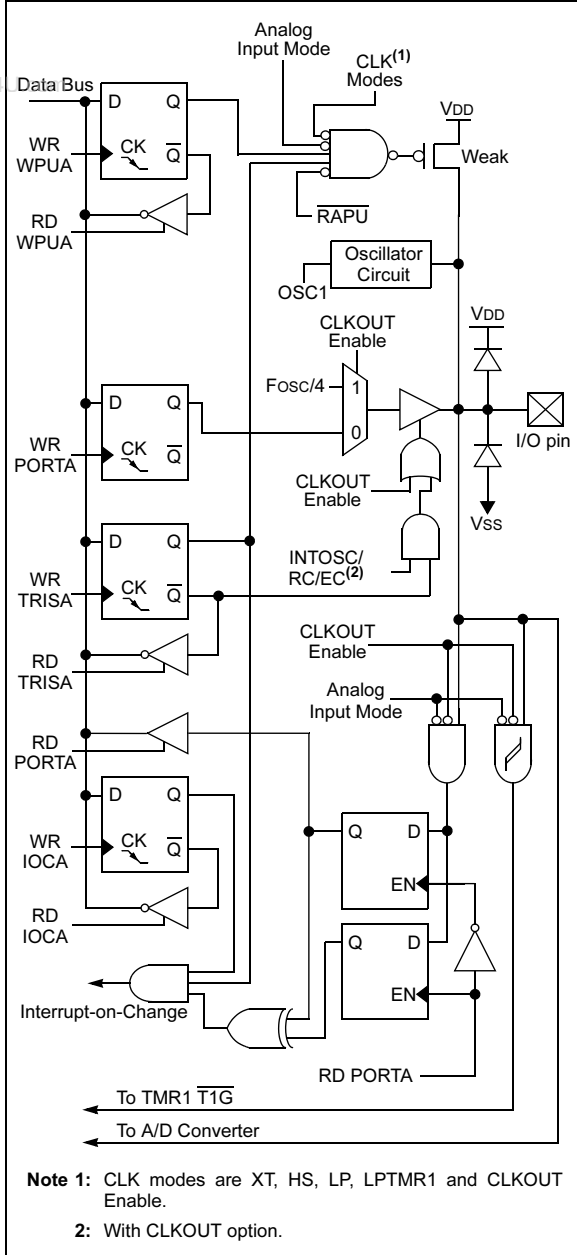 Analog
Input Mode
CLK(1)
Modes
Data Bus
D Q
VDD
WR
WPUA
CK Q
Weak
RD
WPUA
RAPU
Oscillator
Circuit
OSC1
CLKOUT
Enable
VDD
FOSC/4
1
D Q
0
I/O pin
WR
PORTA
CK Q
CLKOUT
Enable
VSS
D Q
INTOSC/
RC/EC(2)
WR
TRISA
CK Q
CLKOUT
Enable
RD
TRISA
Analog
Input Mode
RD
PORTA
D Q
Q D
WR
IOCA
CK Q
EN
RD
IOCA
Q D
EN
Interrupt-on-Change
RD PORTA
To TMR1 T1G
To A/D Converter
Note 1: CLK modes are XT, HS, LP, LPTMR1 and CLKOUT
Enable.
2: With CLKOUT option.